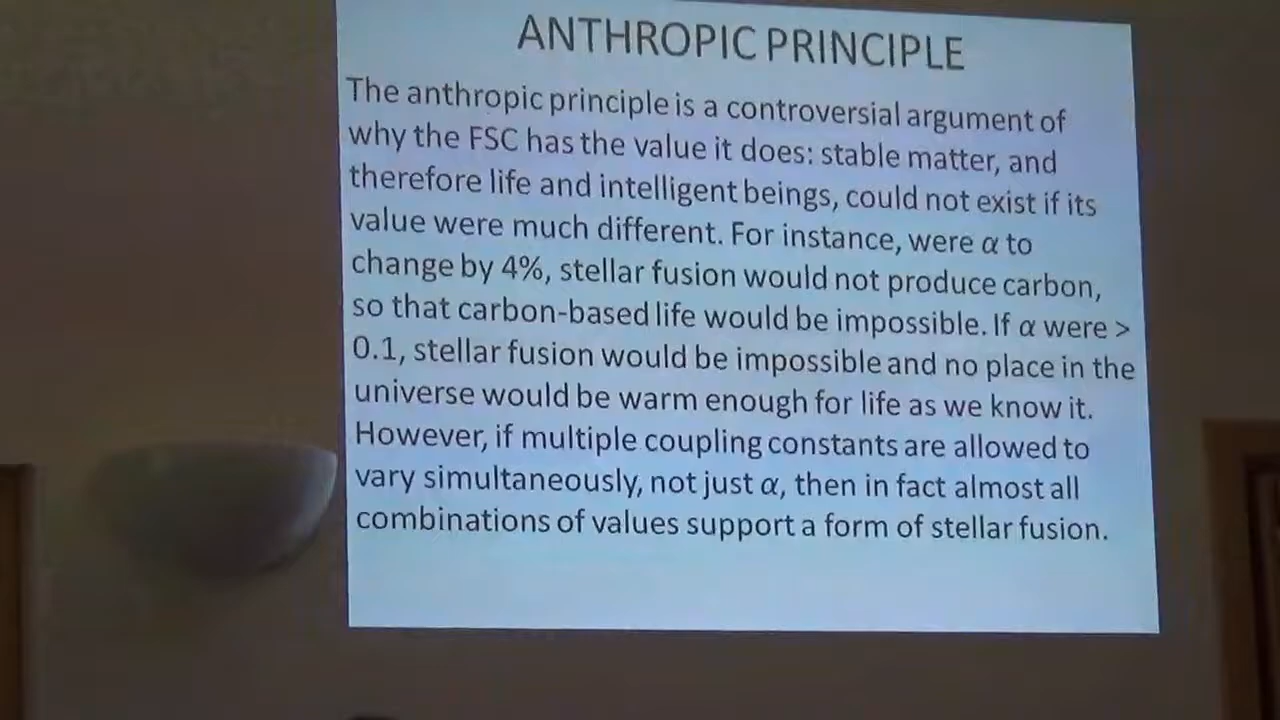 ANTHROPIC PRINCIPLE
The anthropic principle is a controversial argument of
why the FSC has the value it does: stable matter, and
therefore life and intelligent beings, could not exist if its
value were much different. For instance, were α to
change by 4%, stellar fusion would not produce carbon,
so that carbon-based life would be impossible. If α were >
0.1, stellar fusion would be impossible and no place in the
universe would be warm enough for life as we know it.
However, if multiple coupling constants are allowed to
vary simultaneously, not just α, then in fact almost all
combinations of values support a form of stellar fusion.